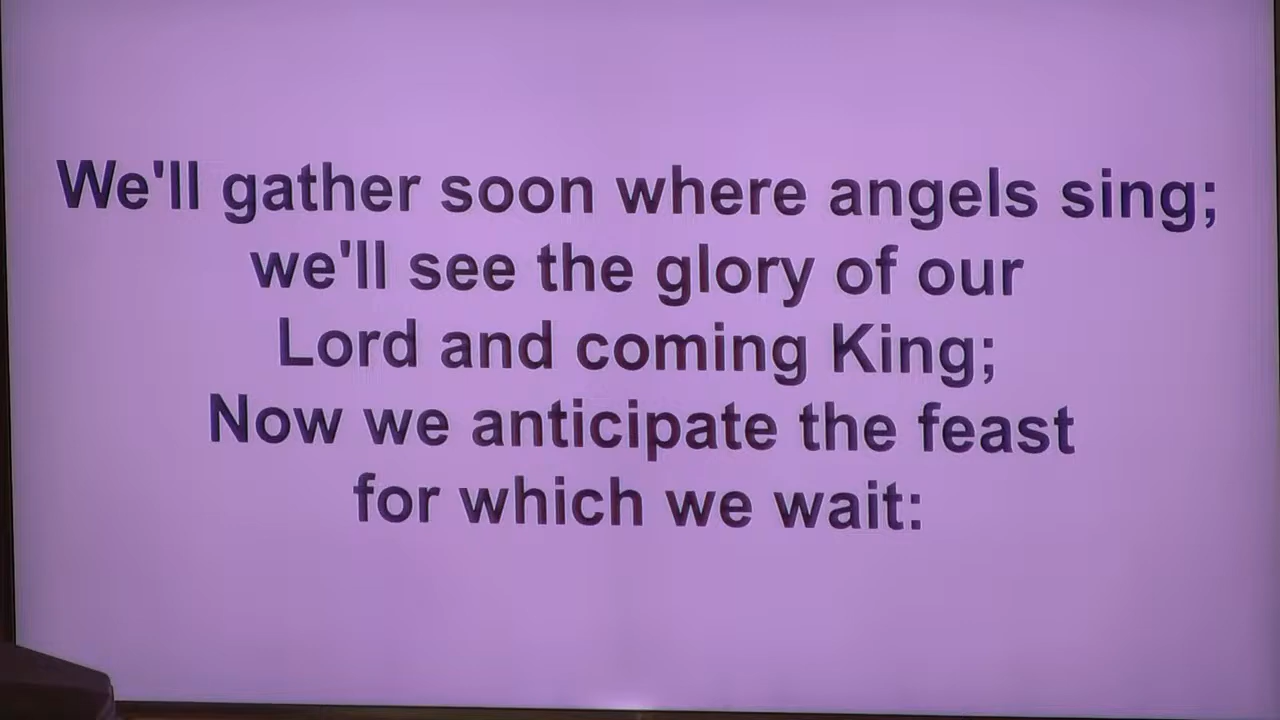 We'll gather soon where angels sing;
we'll see the glory of our
Lord and coming King;
Now we anticipate the feast
for which we wait: